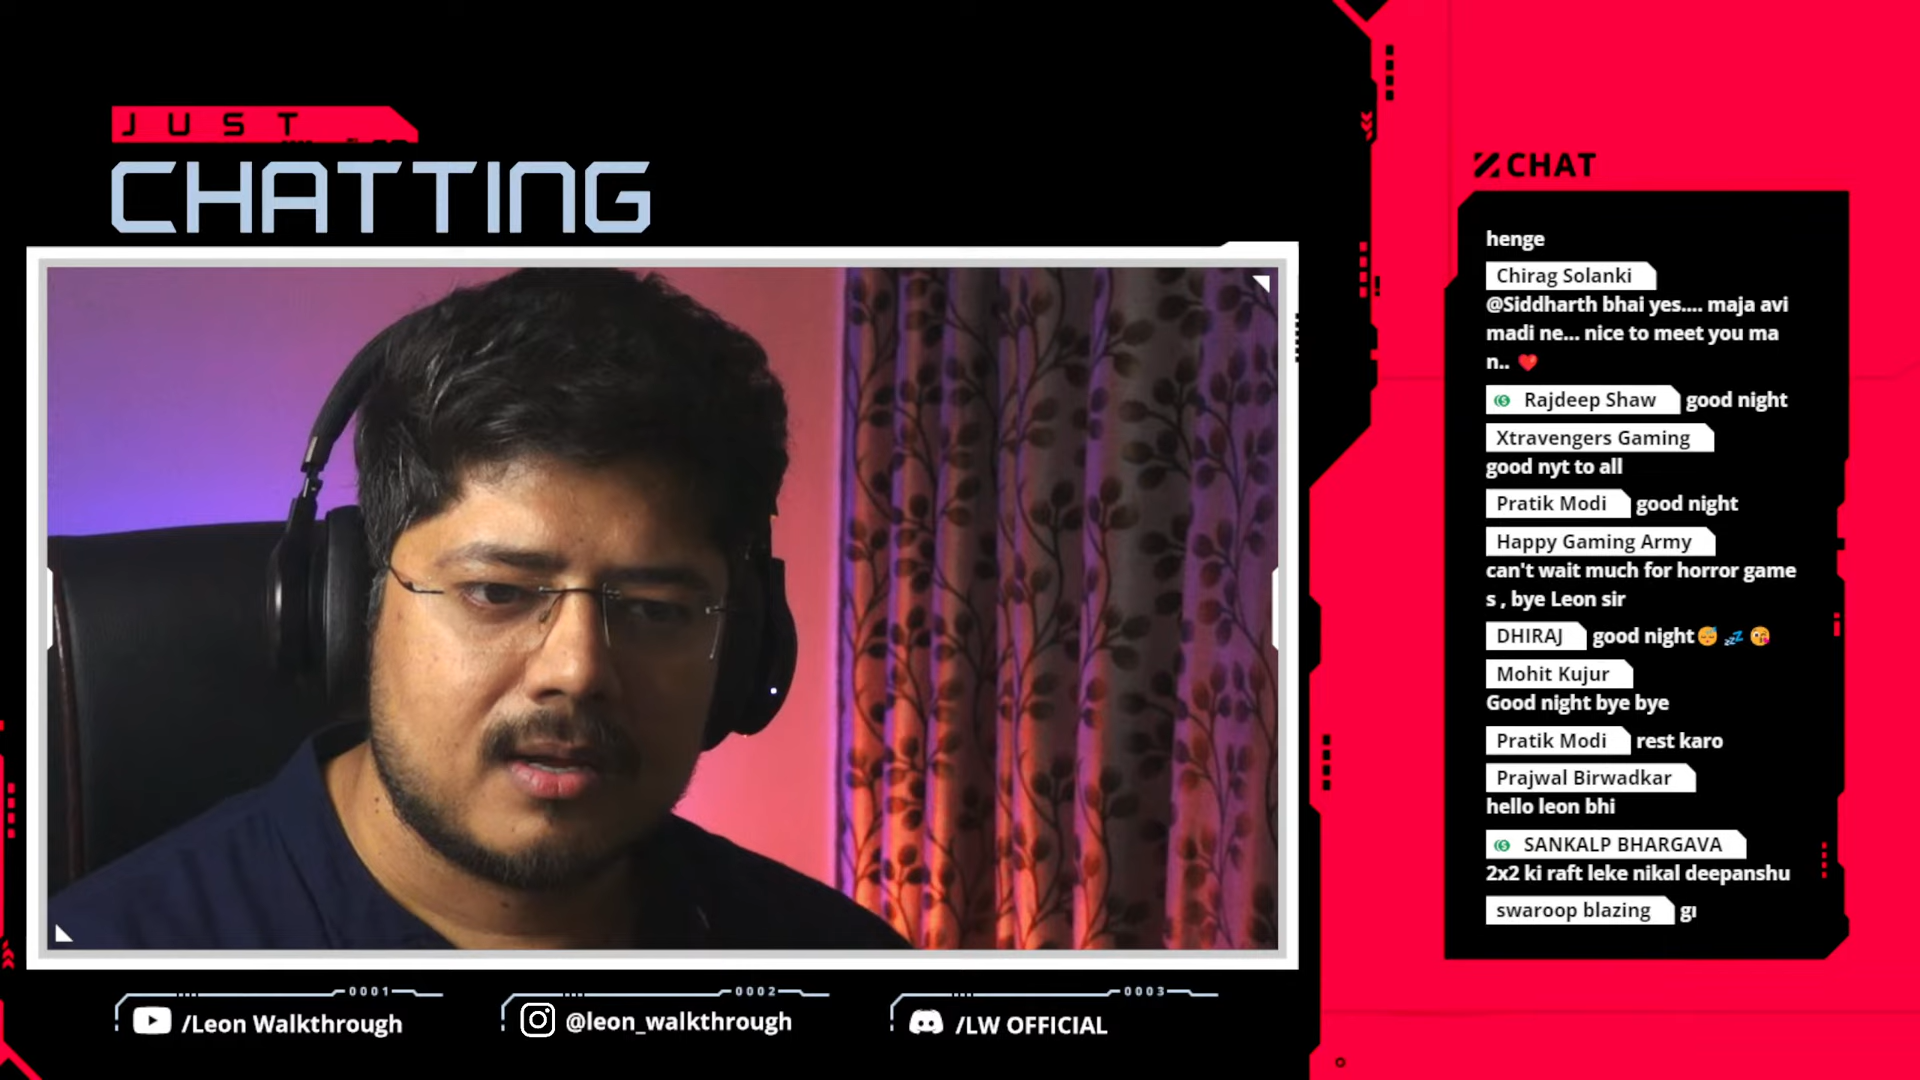 JUST
CHATTING
CHAT
henge
Chirag Solanki
@Siddharth bhai yes.... maja avi
madi ne... nice to meet you ma
n.. ❤️
Rajdeep Shaw good night
Xtravengers Gaming
good nyt to all
Pratik Modi good night
Happy Gaming Army
can't wait much for horror game
s , bye Leon sir
DHIRAJ good night😴 💤 😘
Mohit Kujur
Good night bye bye
Pratik Modi rest karo
Prajwal Birwadkar
hello leon bhi
SANKALP BHARGAVA
2x2 ki raft leke nikal deepanshu
swaroop blazing
0001
/Leon Walkthrough
0002
@leon_walkthrough
0003
/LW OFFICIAL